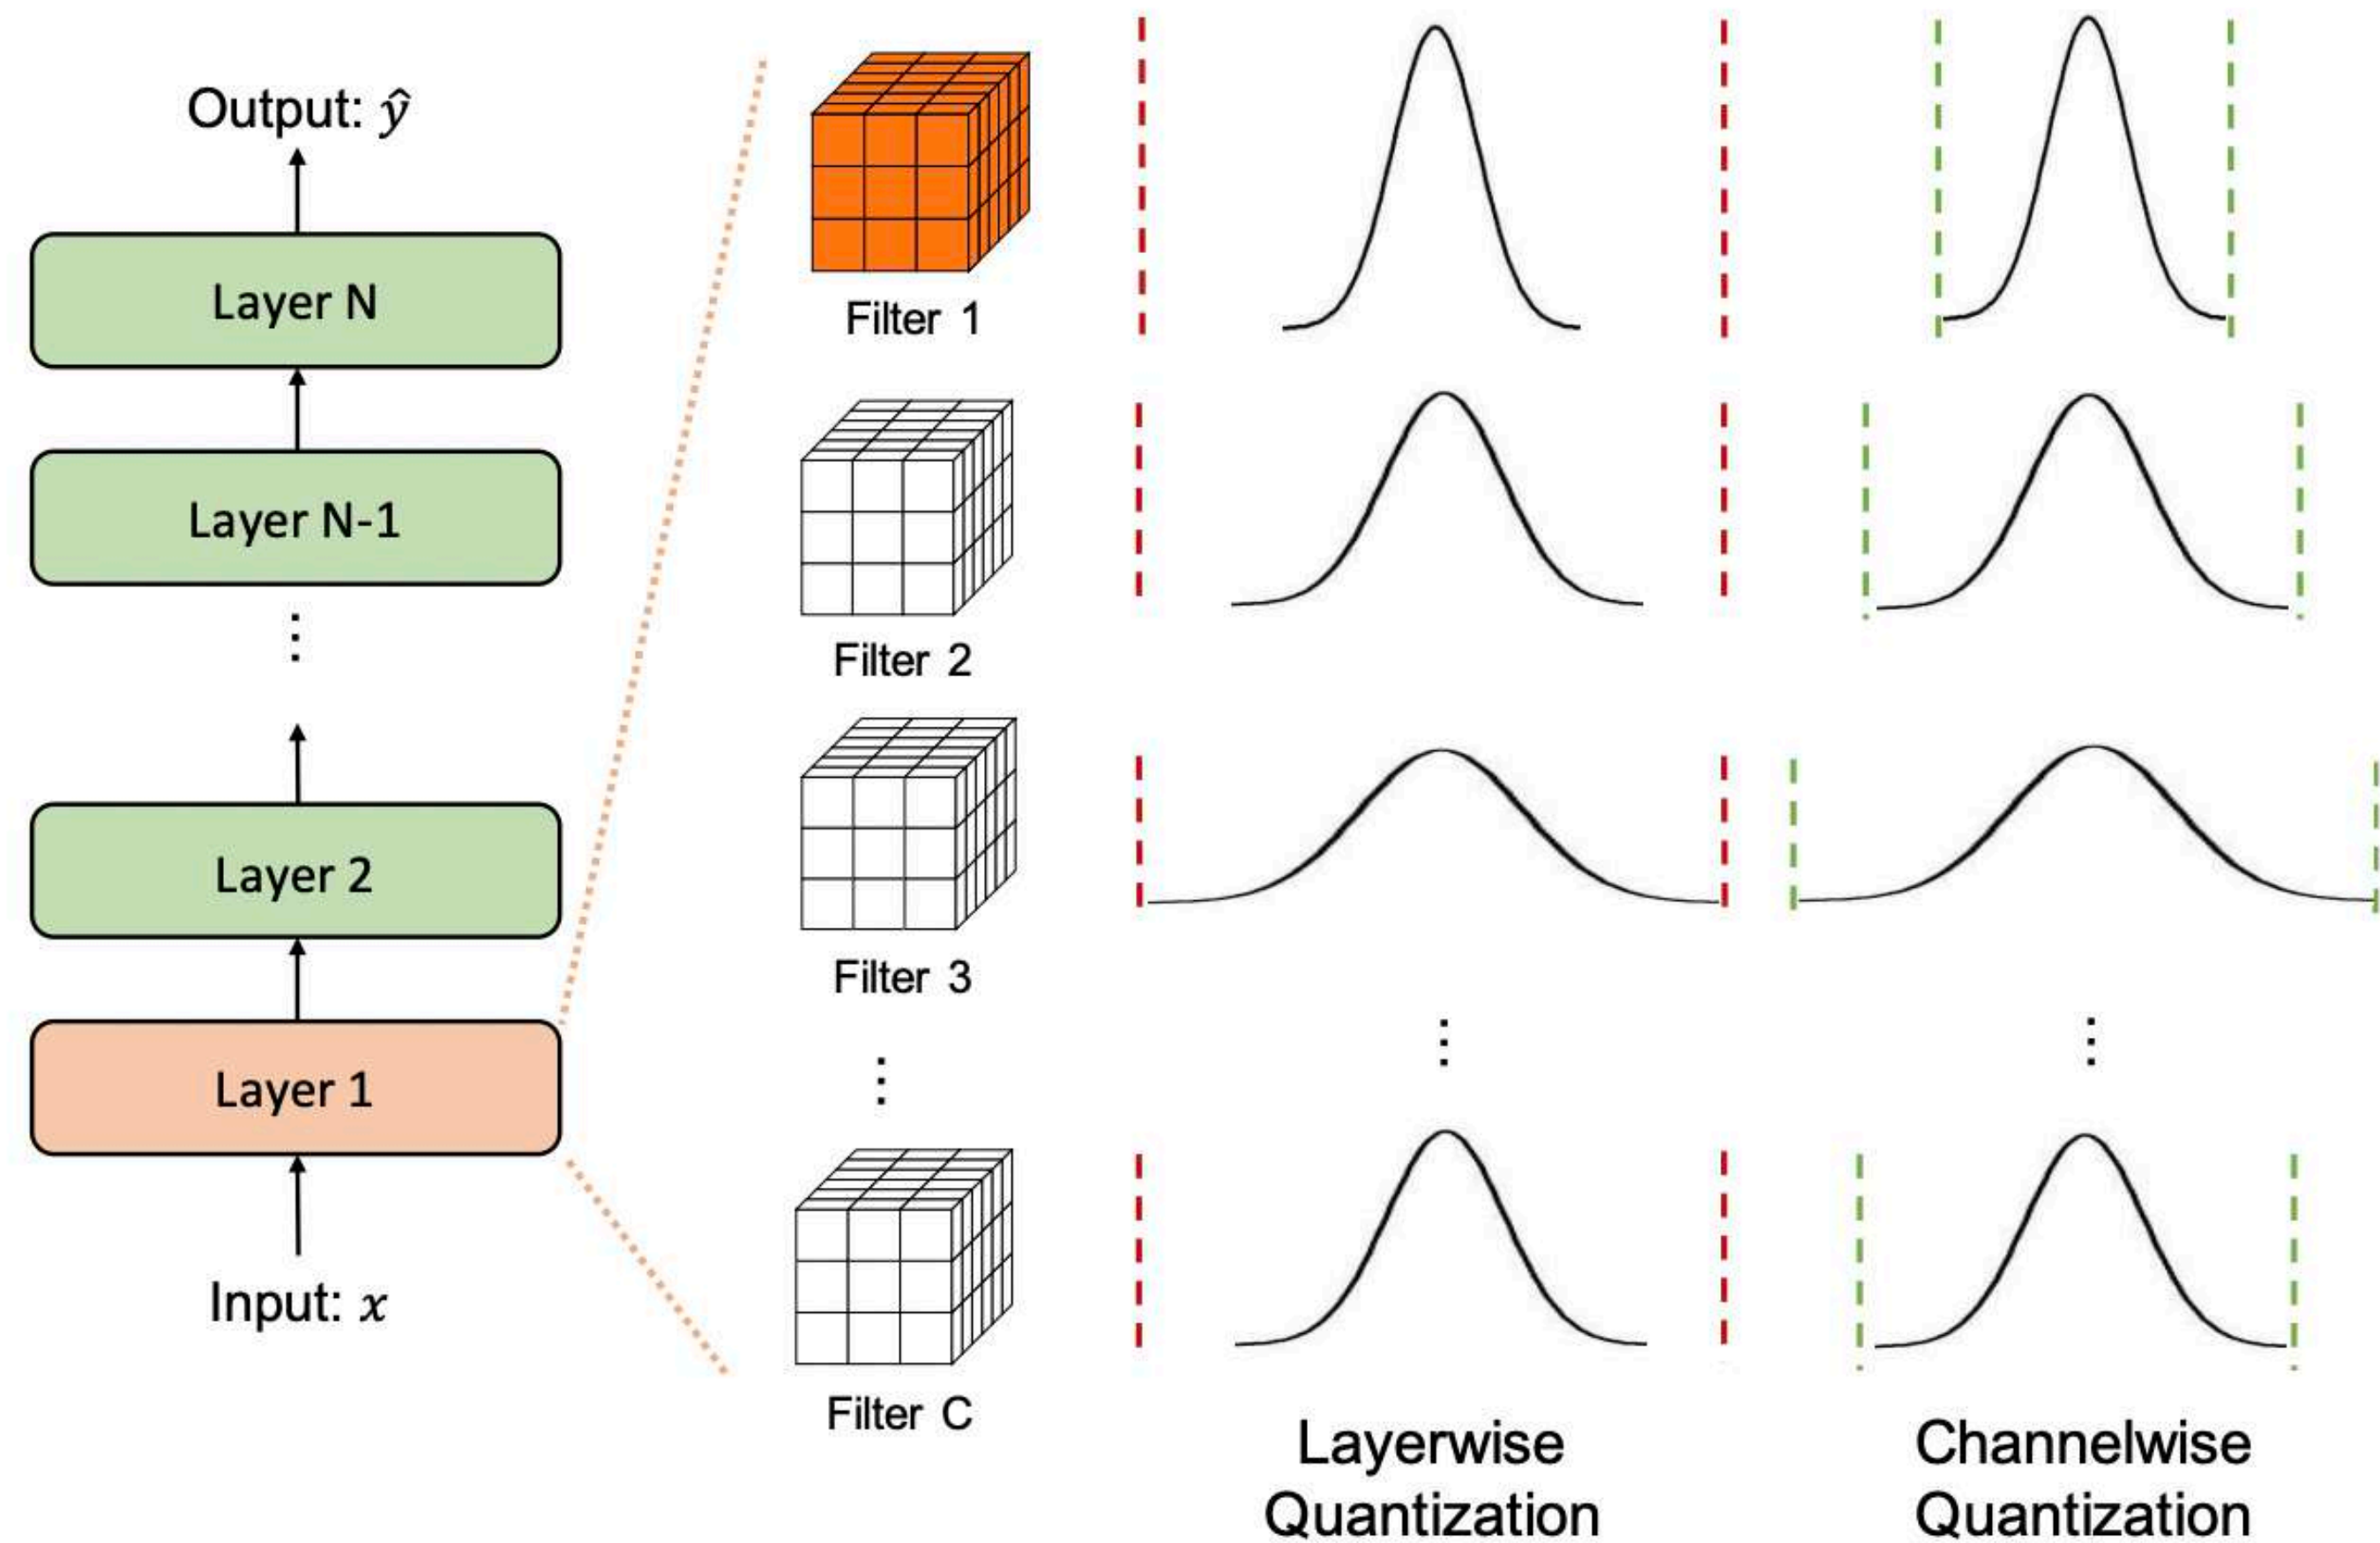 Output: ŷ
Layer N
Layer N-1
⋮
Layer 2
Layer 1
Input: x
Filter 1
Filter 2
Filter 3
⋮
Filter C
⋮
Layerwise
Quantization
⋮
Channelwise
Quantization